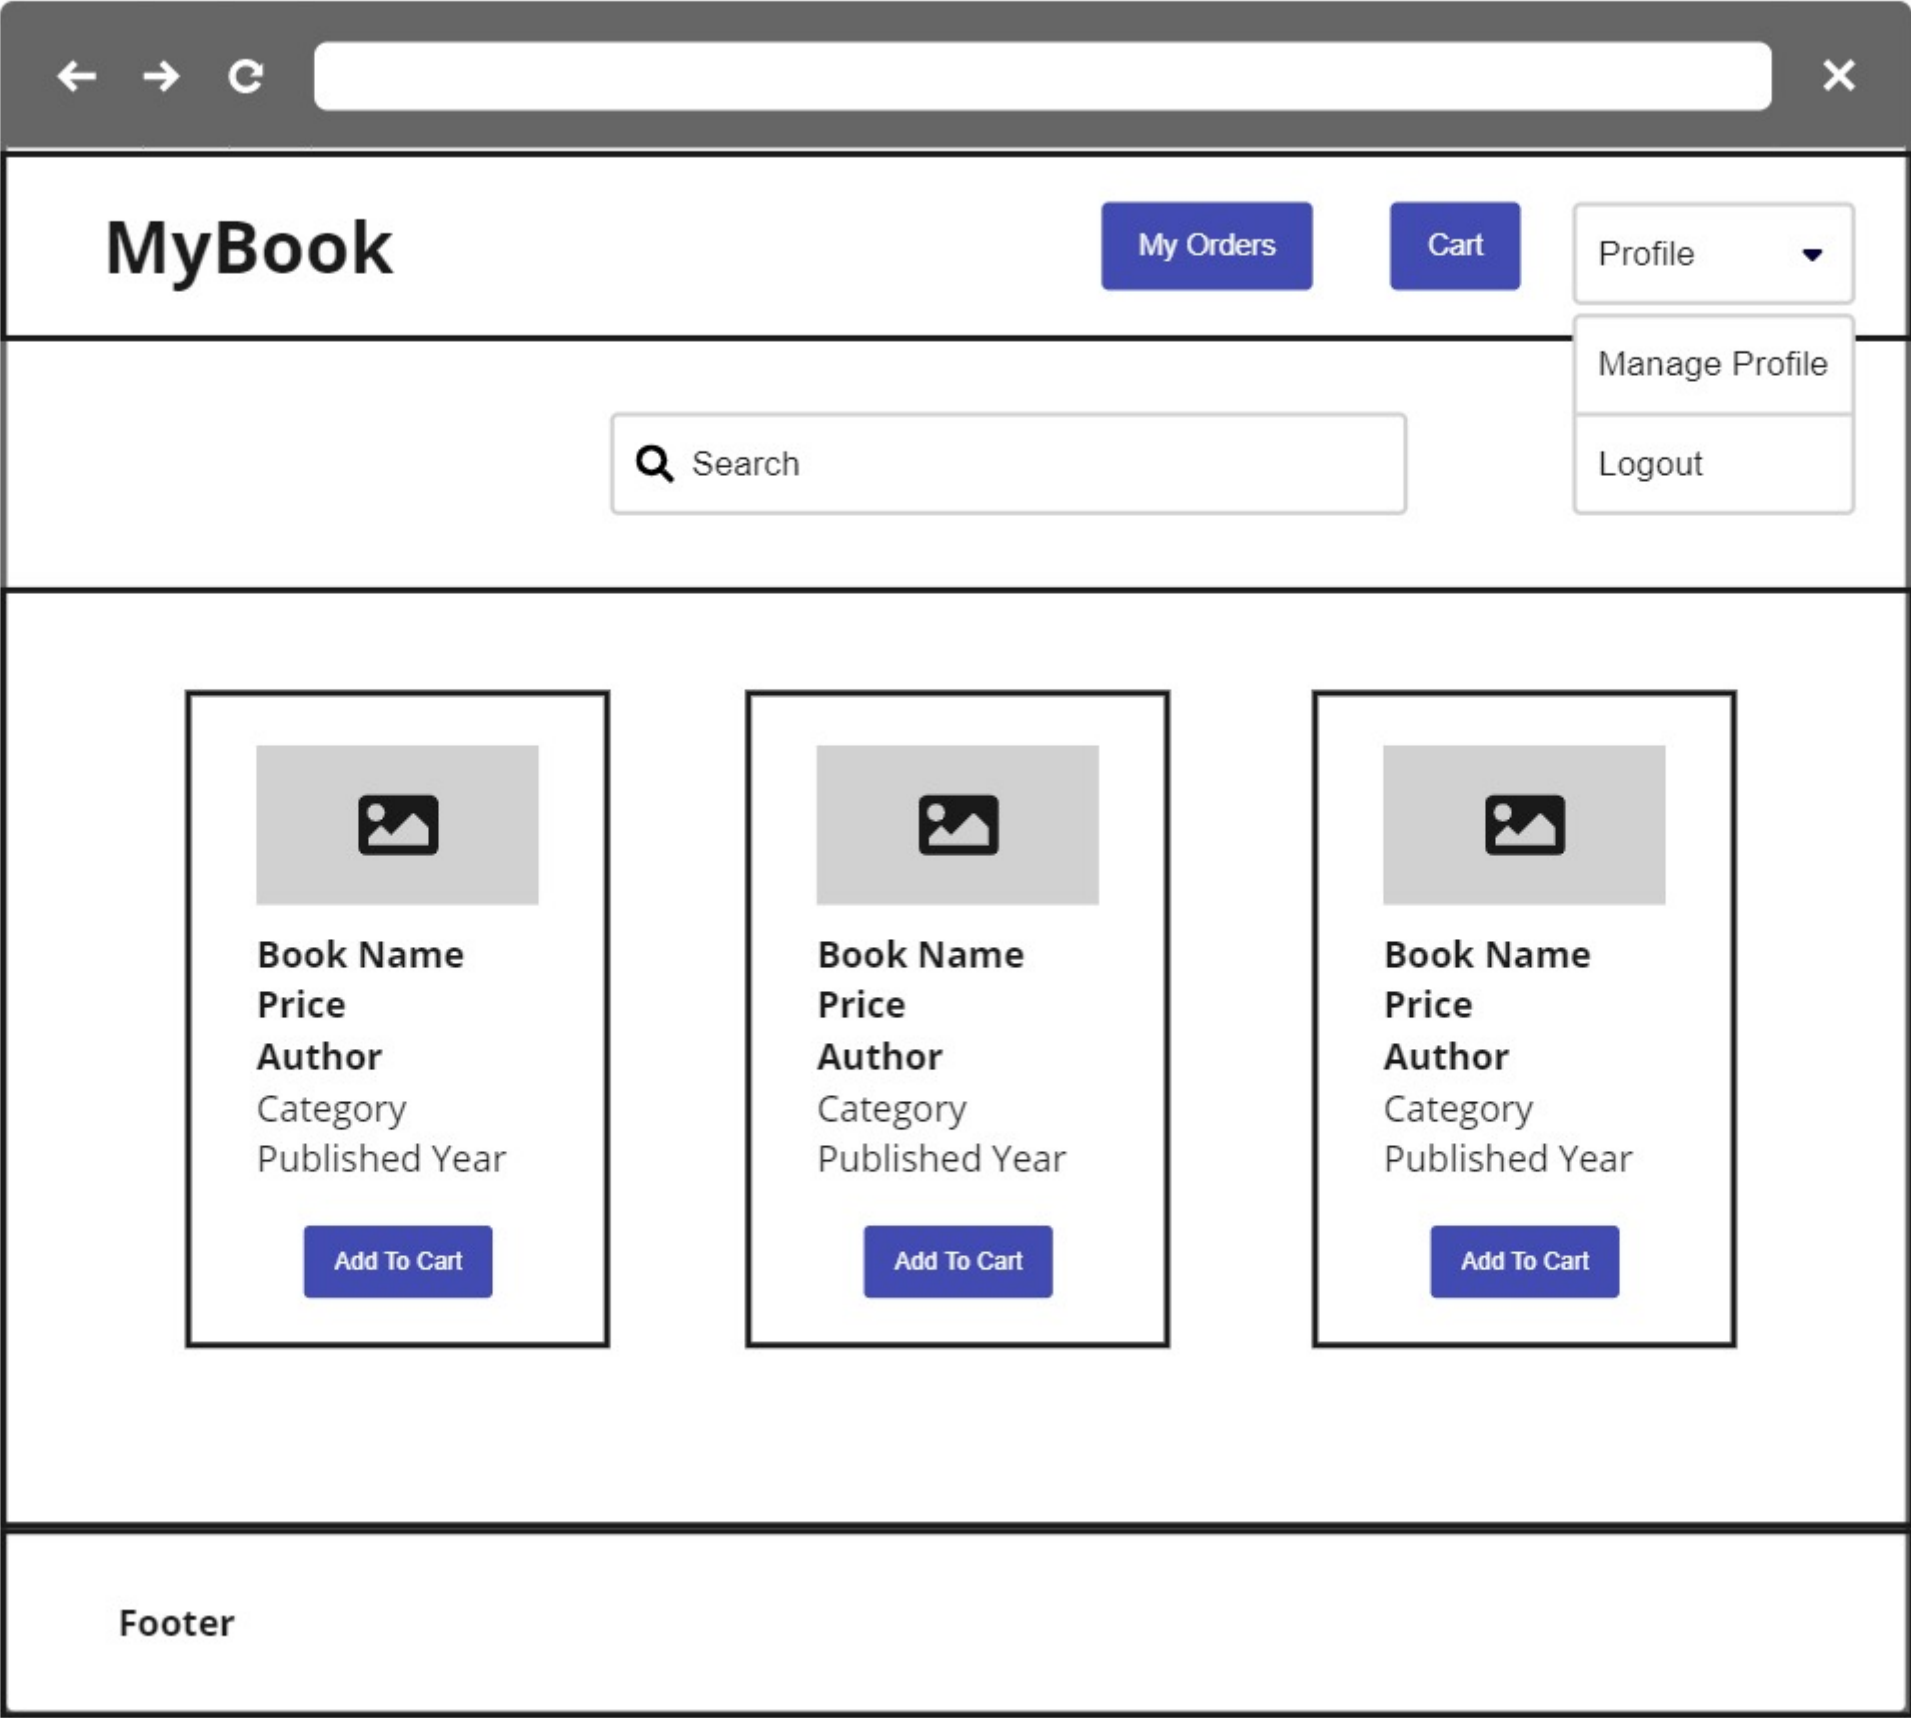 MyBook
My Orders
Cart
Profile
Manage Profile
Search
Logout
Book Name
Price
Author
Category
Published Year
Add To Cart
Book Name
Price
Author
Category
Published Year
Add To Cart
Book Name
Price
Author
Category
Published Year
Add To Cart
Footer